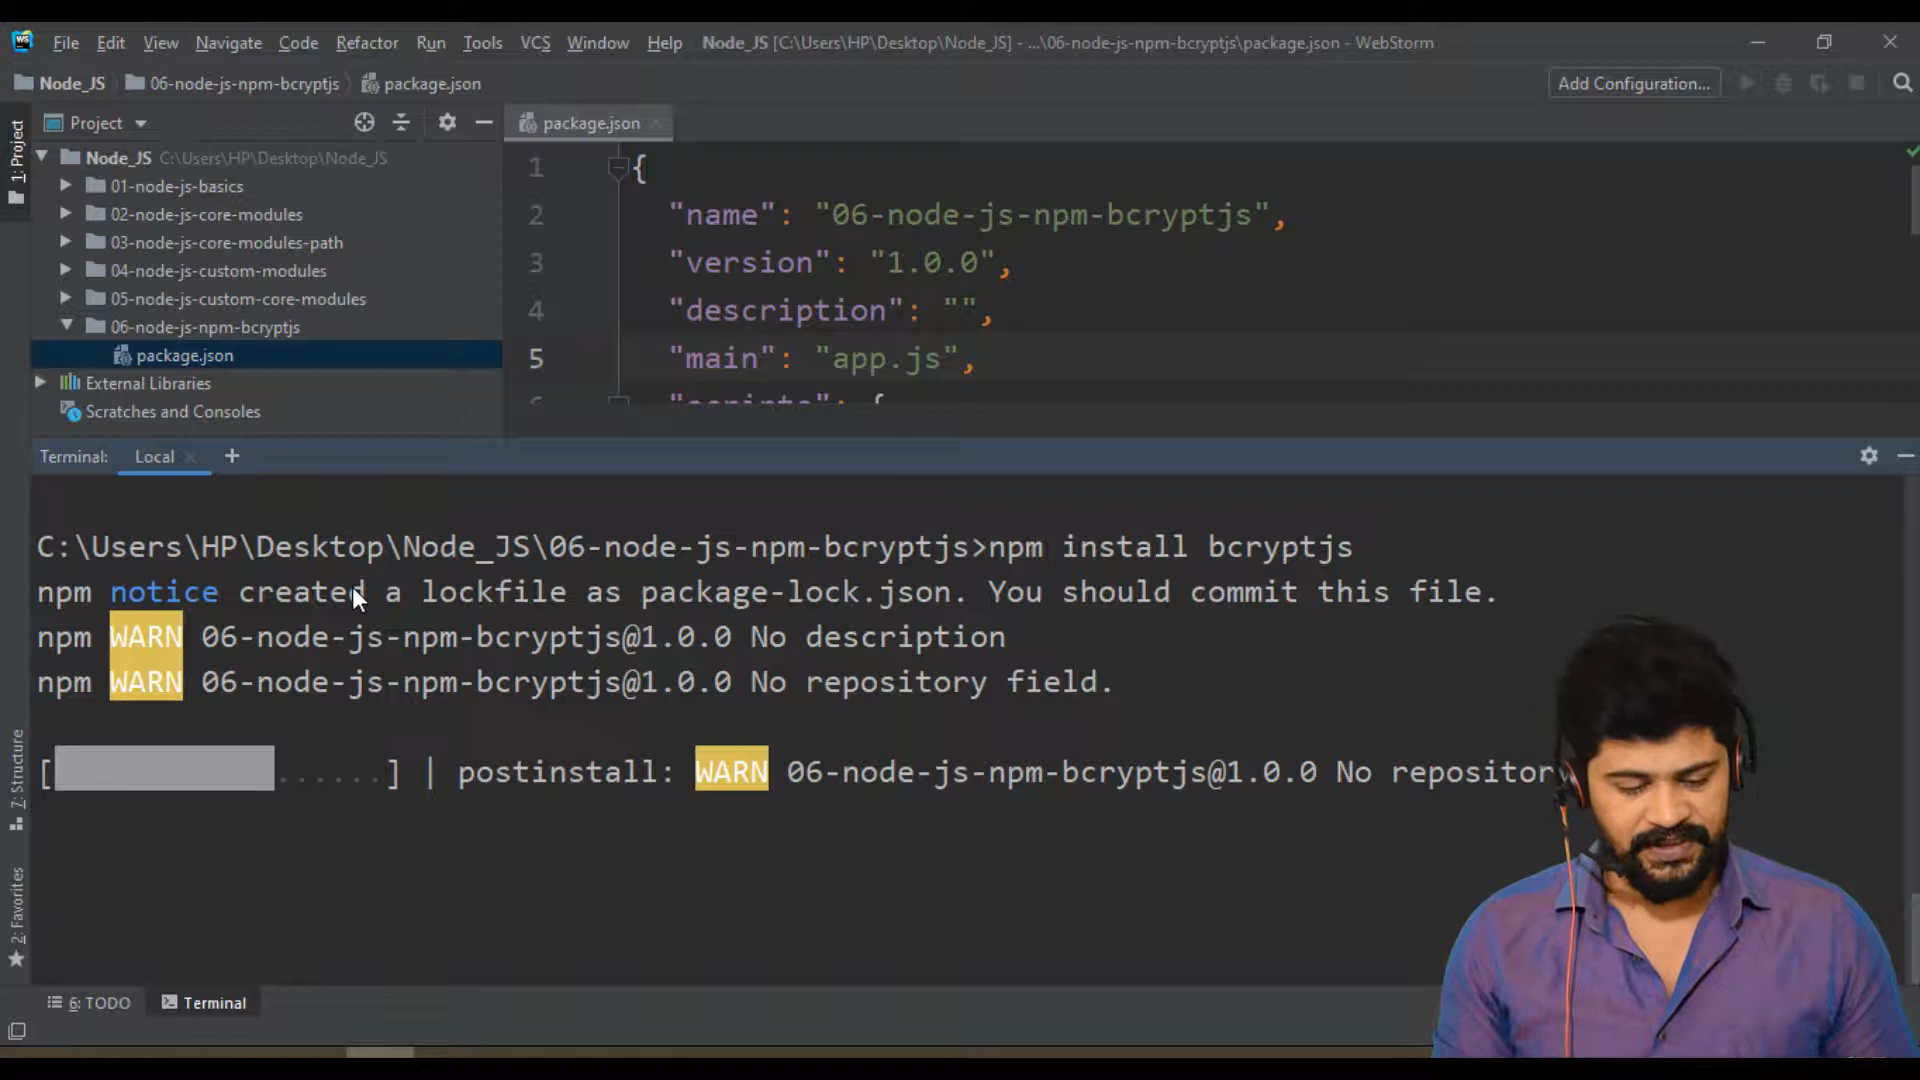 File Edit View Navigate Code Refactor Run Tools VCS Window Help Node_JS [C:\Users\HP\Desktop\Node_JS] - ...\06-node-js-npm-bcryptjs\package.json - WebStorm
Node_JS 06-node-js-npm-bcryptjs package.json Add Configuration...
Project package.json
1: Project
Node_JS C:\Users\HP\Desktop\Node_JS
01-node-js-basics
02-node-js-core-modules
03-node-js-core-modules-path
04-node-js-custom-modules
05-node-js-custom-core-modules
06-node-js-npm-bcryptjs
package.json
External Libraries
Scratches and Consoles
1 {
2 "name": "06-node-js-npm-bcryptjs",
3 "version": "1.0.0",
4 "description": "",
5 "main": "app.js",
6 "scripts": {
Terminal: Local +
C:\Users\HP\Desktop\Node_JS\06-node-js-npm-bcryptjs>npm install bcryptjs
npm notice created a lockfile as package-lock.json. You should commit this file.
npm WARN 06-node-js-npm-bcryptjs@1.0.0 No description
npm WARN 06-node-js-npm-bcryptjs@1.0.0 No repository field.
[ ......] | postinstall: WARN 06-node-js-npm-bcryptjs@1.0.0 No repositor
7: Structure
2: Favorites
6: TODO Terminal